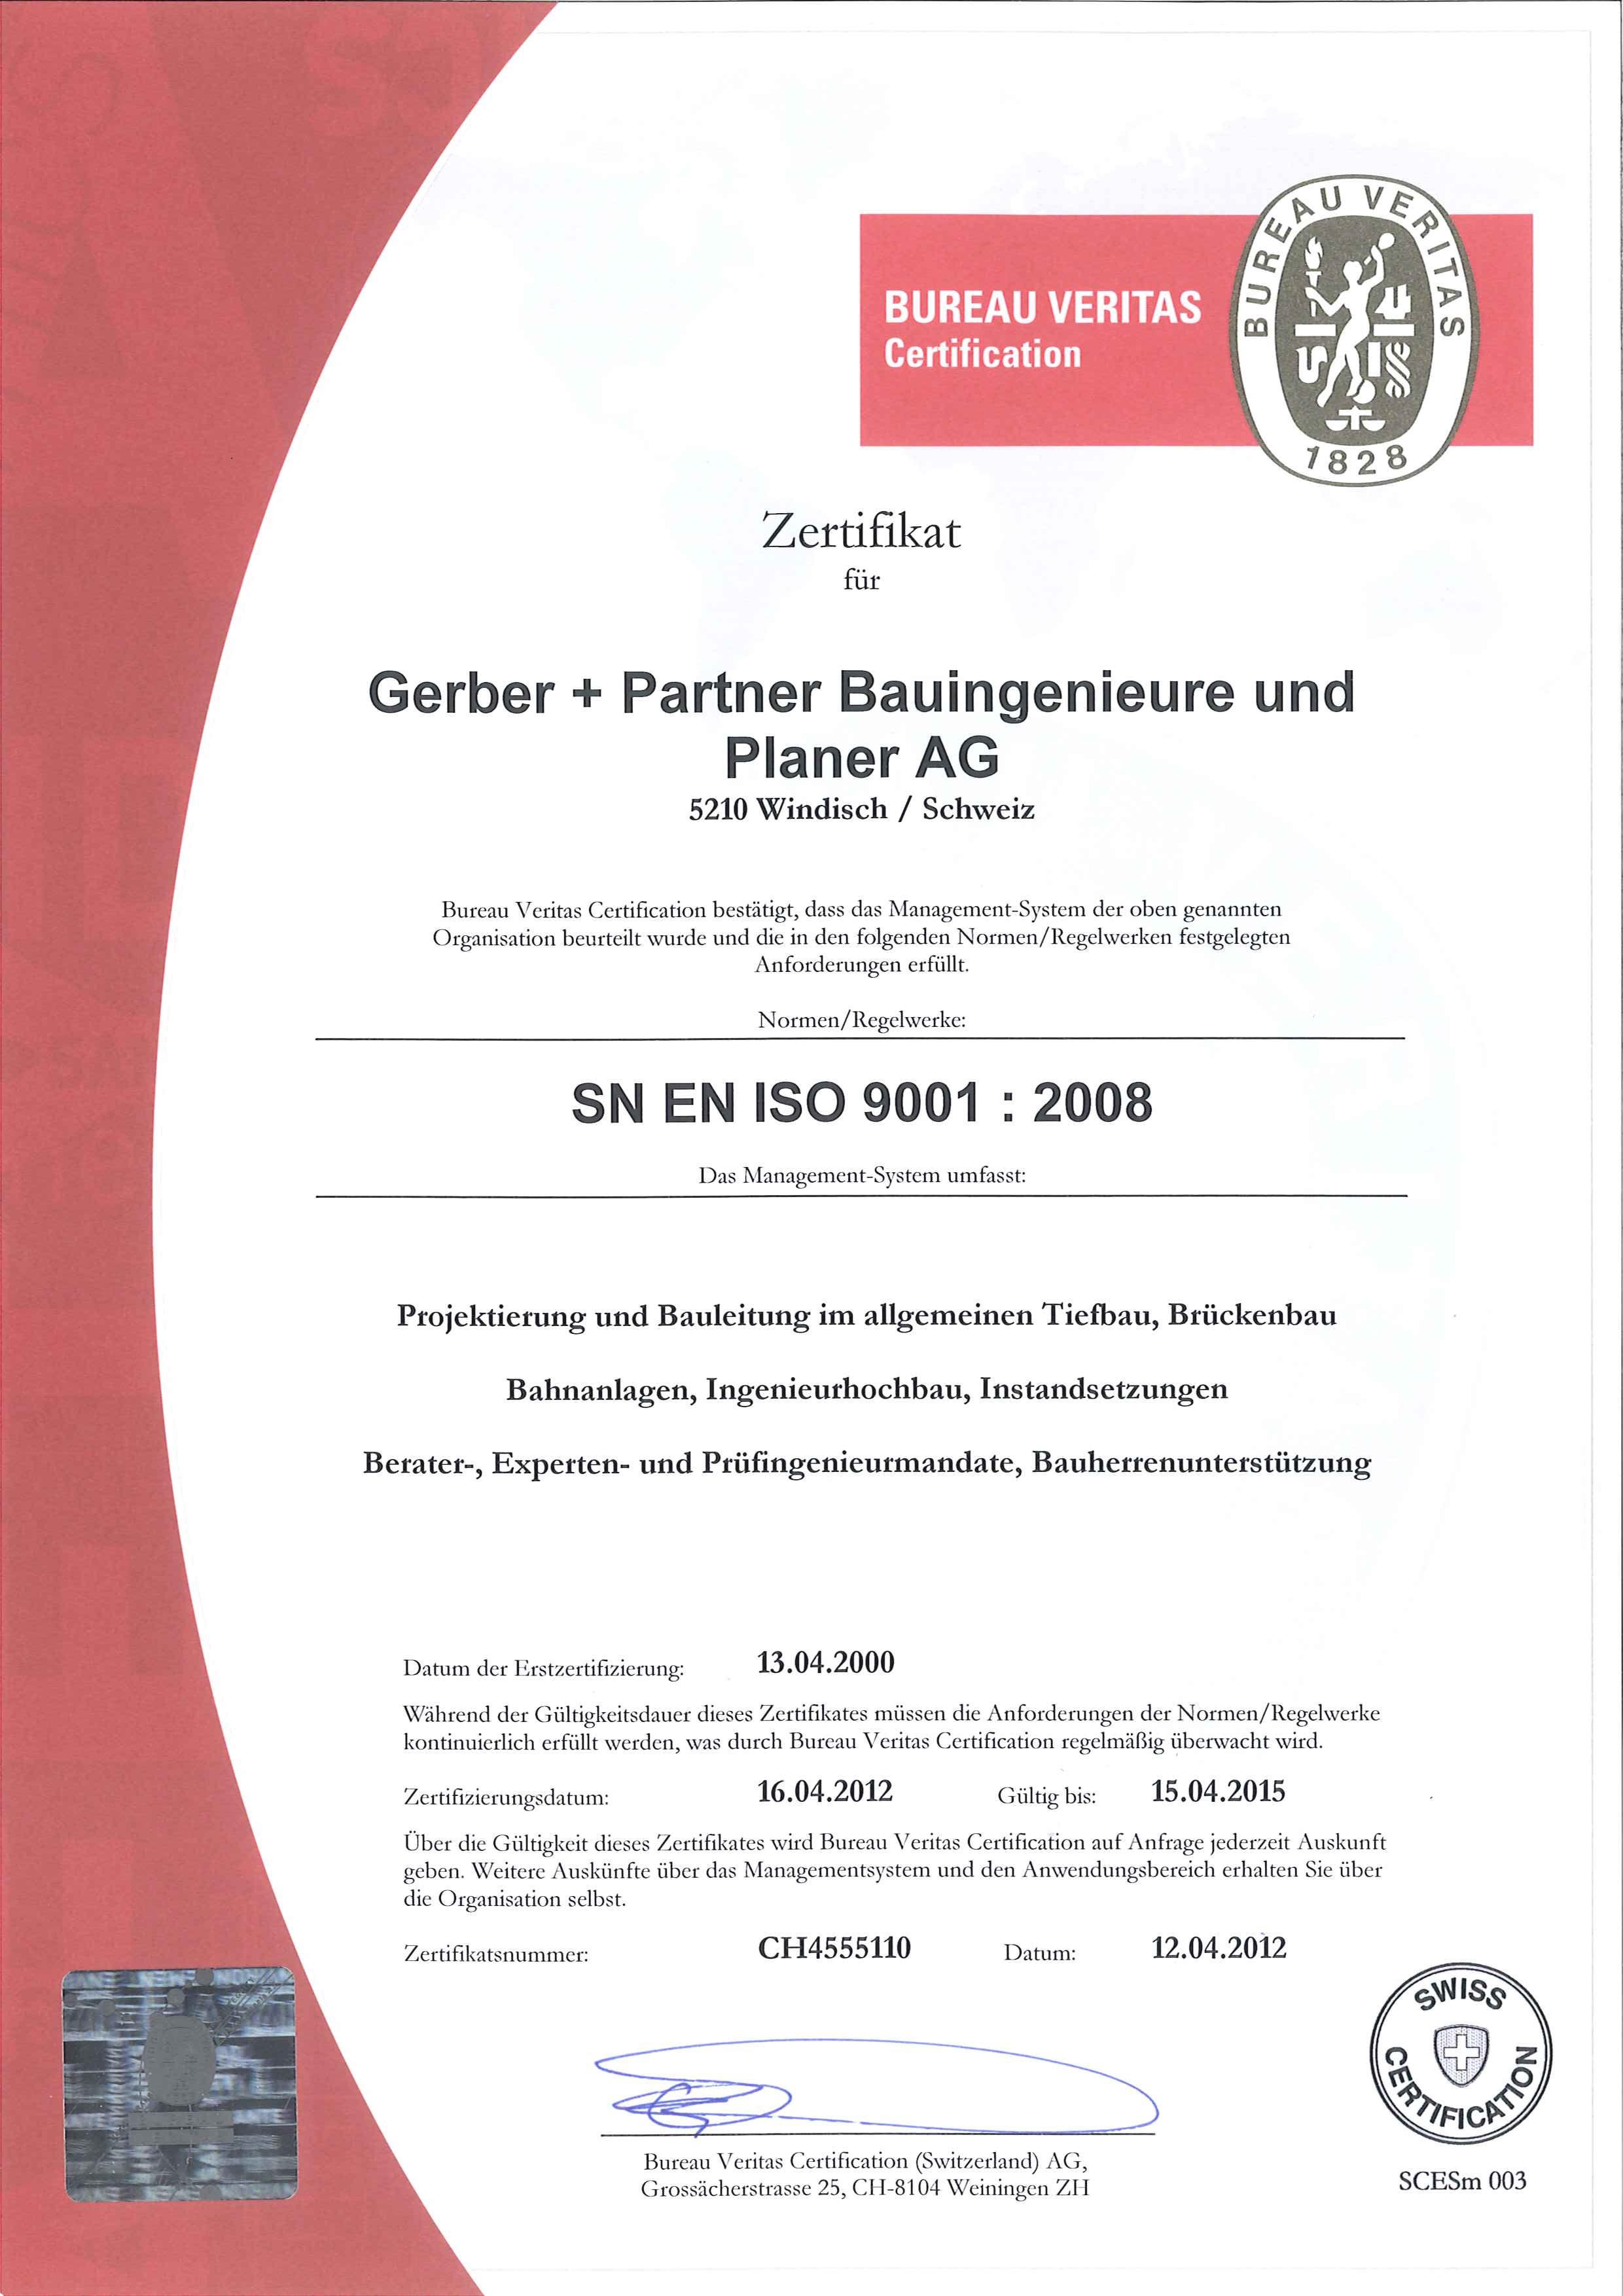 BUREAU VERITAS
Certification
BUREAU VERITAS
1828
Zertifikat
für
Gerber + Partner Bauingenieure und
Planer AG
5210 Windisch / Schweiz
Bureau Veritas Certification bestätigt, dass das Management-System der oben genannten
Organisation beurteilt wurde und die in den folgenden Normen/Regelwerken festgelegten
Anforderungen erfüllt.
Normen/Regelwerke:
SN EN ISO 9001 : 2008
Das Management-System umfasst:
Projektierung und Bauleitung im allgemeinen Tiefbau, Brückenbau
Bahnanlagen, Ingenieurhochbau, Instandsetzungen
Berater-, Experten- und Prüfingenieurmandate, Bauherrenunterstützung
Datum der Erstzertifizierung: 13.04.2000
Während der Gültigkeitsdauer dieses Zertifikates müssen die Anforderungen der Normen/Regelwerke
kontinuierlich erfüllt werden, was durch Bureau Veritas Certification regelmäßig überwacht wird.
Zertifizierungsdatum: 16.04.2012 Gültig bis: 15.04.2015
Über die Gültigkeit dieses Zertifikates wird Bureau Veritas Certification auf Anfrage jederzeit Auskunft
geben. Weitere Auskünfte über das Managementsystem und den Anwendungsbereich erhalten Sie über
die Organisation selbst.
Zertifikatsnummer: CH4555110 Datum: 12.04.2012
SWISS
CERTIFICATION
Bureau Veritas Certification (Switzerland) AG,
Grossächerstrasse 25, CH-8104 Weiningen ZH
SCESm 003